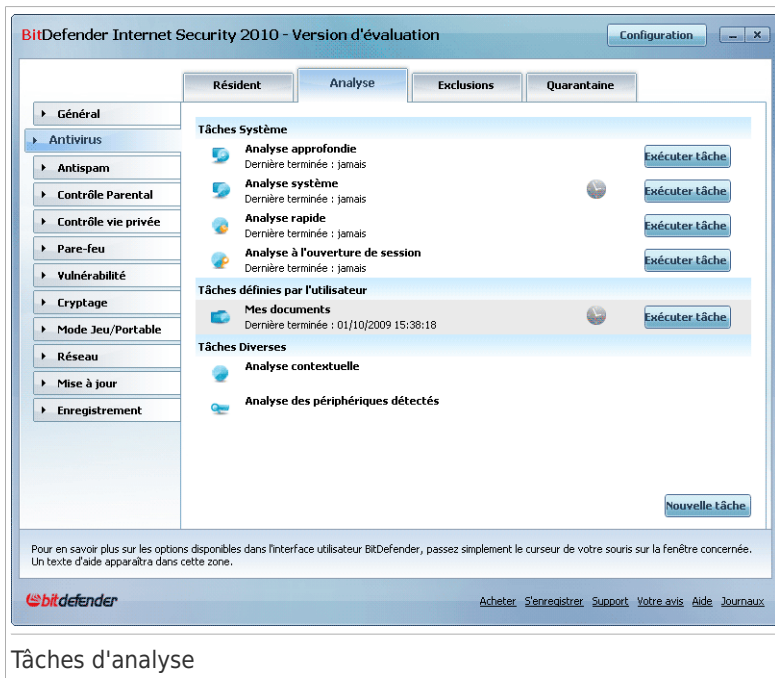 BitDefender Internet Security 2010 - Version d'évaluation
Configuration
Résident
Analyse
Exclusions
Quarantaine
Général
Antivirus
Antispam
Contrôle Parental
Contrôle vie privée
Pare-feu
Vulnérabilité
Cryptage
Mode Jeu/Portable
Réseau
Mise à jour
Enregistrement
Tâches Système
Analyse approfondie
Dernière terminée : jamais
Exécuter tâche
Analyse système
Dernière terminée : jamais
Exécuter tâche
Analyse rapide
Dernière terminée : jamais
Exécuter tâche
Analyse à l'ouverture de session
Dernière terminée : jamais
Exécuter tâche
Tâches définies par l'utilisateur
Mes documents
Dernière terminée : 01/10/2009 15:38:18
Exécuter tâche
Tâches Diverses
Analyse contextuelle
Analyse des périphériques détectés
Nouvelle tâche
Pour en savoir plus sur les options disponibles dans l'interface utilisateur BitDefender, passez simplement le curseur de votre souris sur la fenêtre concernée.
Un texte d'aide apparaîtra dans cette zone.
bitdefender
Acheter S'enregistrer Support Votre avis Aide Journaux
Tâches d'analyse